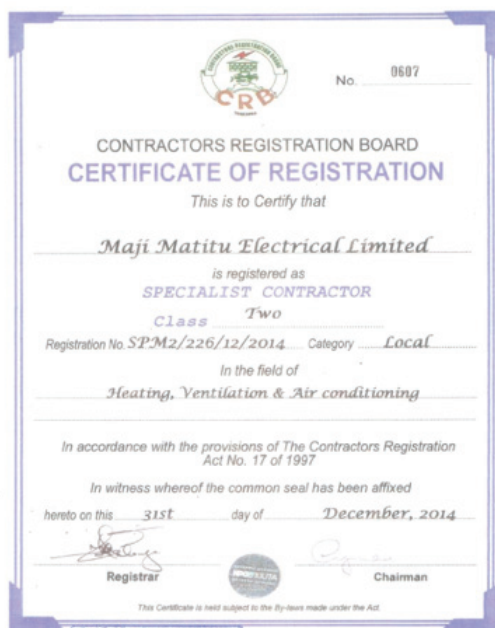 CONTRACTORS REGISTRATION BOARD
CRB
No. 0607
CONTRACTORS REGISTRATION BOARD
CERTIFICATE OF REGISTRATION
This is to Certify that
Maji Matitu Electrical Limited
is registered as
SPECIALIST CONTRACTOR
Class Two
Registration No. SPM2/226/12/2014 Category Local
In the field of
Heating, Ventilation & Air conditioning
In accordance with the provisions of The Contractors Registration
Act No. 17 of 1997
In witness whereof the common seal has been affixed
hereto on this 31st day of December, 2014
Registrar Chairman
This Certificate is held subject to the By-laws made under the Act.